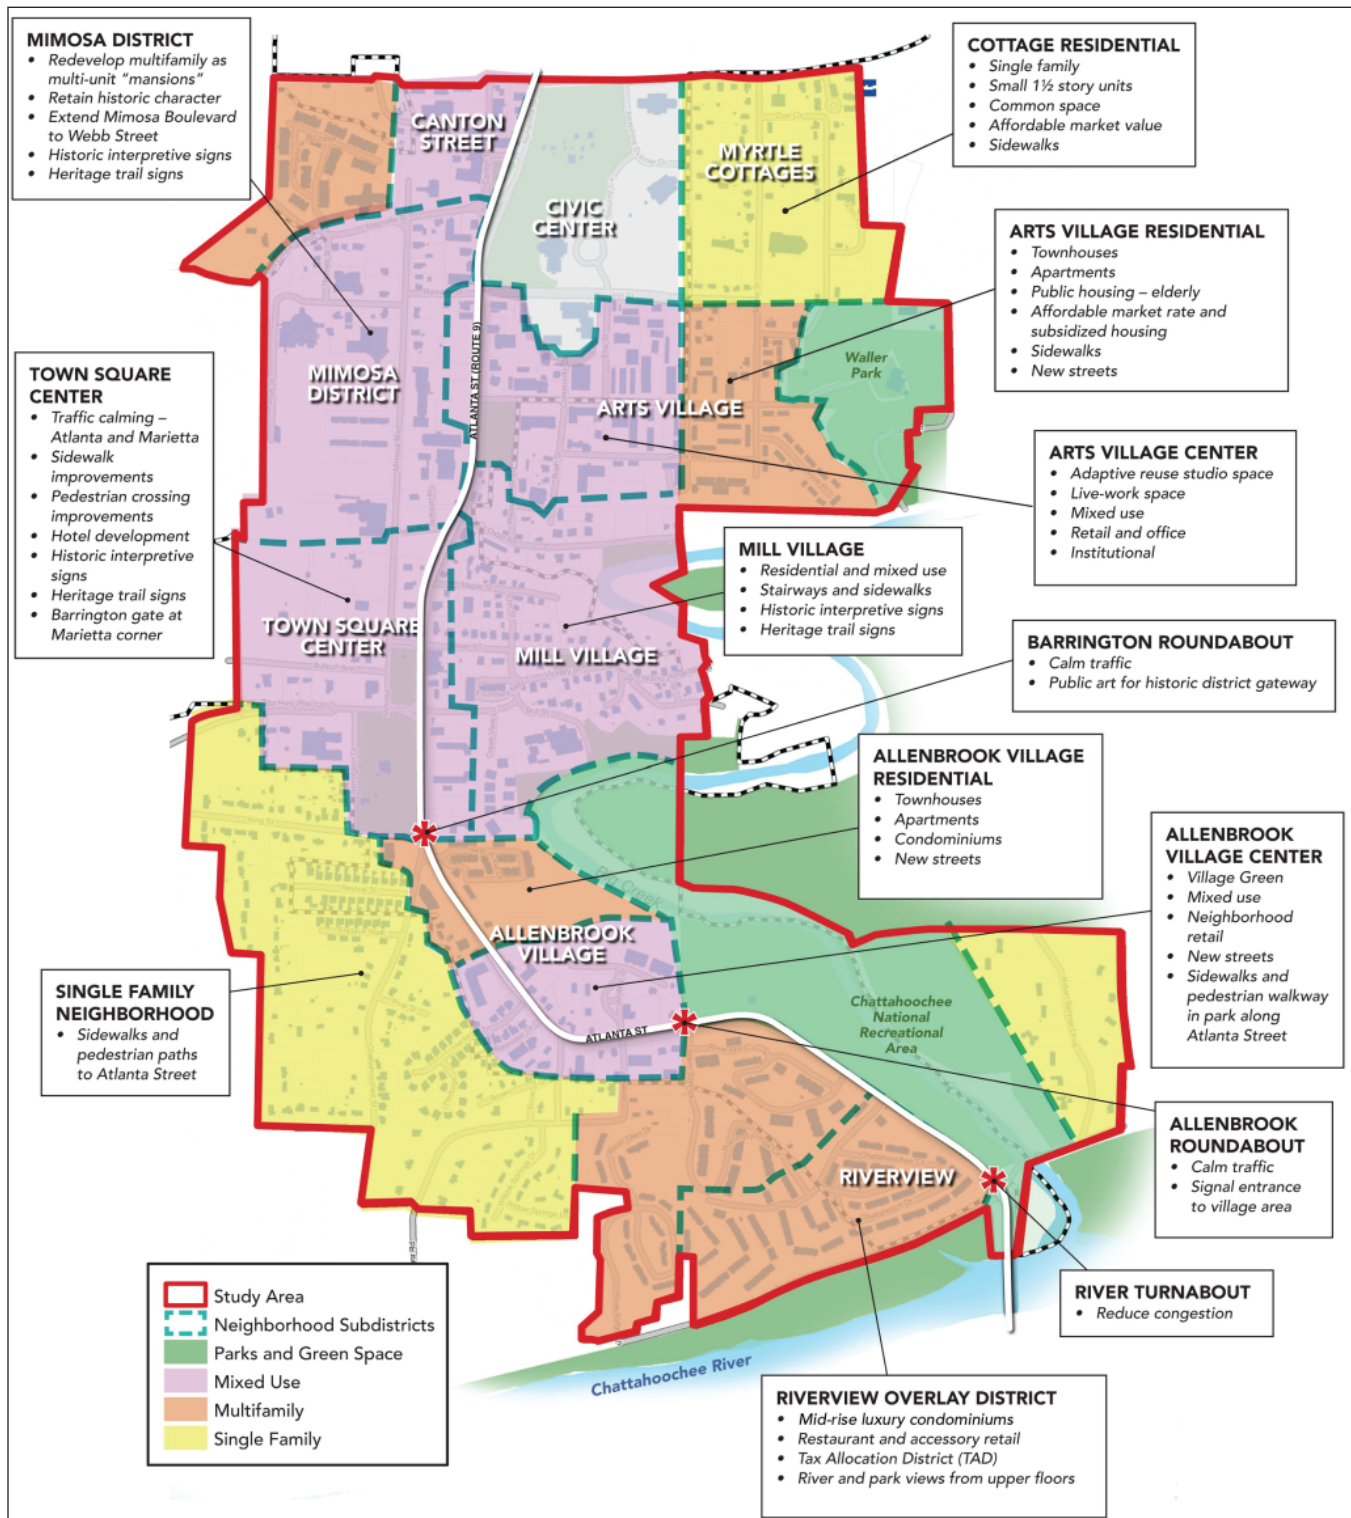 MIMOSA DISTRICT
• Redevelop multifamily as
multi-unit “mansions”
• Retain historic character
• Extend Mimosa Boulevard
to Webb Street
• Historic interpretive signs
• Heritage trail signs
COTTAGE RESIDENTIAL
• Single family
• Small 1½ story units
• Common space
• Affordable market value
• Sidewalks
CANTON
STREET
MYRTLE
COTTAGES
CIVIC
CENTER
ARTS VILLAGE RESIDENTIAL
• Townhouses
• Apartments
• Public housing – elderly
• Affordable market rate and
subsidized housing
• Sidewalks
• New streets
TOWN SQUARE
CENTER
• Traffic calming –
Atlanta and Marietta
• Sidewalk
improvements
• Pedestrian crossing
improvements
• Hotel development
• Historic interpretive
signs
• Heritage trail signs
• Barrington gate at
Marietta corner
MIMOSA
DISTRICT
ATLANTA ST (ROUTE 9)
ARTS VILLAGE
Waller
Park
ARTS VILLAGE CENTER
• Adaptive reuse studio space
• Live-work space
• Mixed use
• Retail and office
• Institutional
MILL VILLAGE
• Residential and mixed use
• Stairways and sidewalks
• Historic interpretive signs
• Heritage trail signs
TOWN SQUARE
CENTER
MILL VILLAGE
BARRINGTON ROUNDABOUT
• Calm traffic
• Public art for historic district gateway
ALLENBROOK VILLAGE
RESIDENTIAL
• Townhouses
• Apartments
• Condominiums
• New streets
ALLENBROOK
VILLAGE CENTER
• Village Green
• Mixed use
• Neighborhood
retail
• New streets
• Sidewalks and
pedestrian walkway
in park along
Atlanta Street
Creek
ALLENBROOK
VILLAGE
SINGLE FAMILY
NEIGHBORHOOD
• Sidewalks and
pedestrian paths
to Atlanta Street
Chattahoochee
National
Recreational
Area
ATLANTA ST
ALLENBROOK
ROUNDABOUT
• Calm traffic
• Signal entrance
to village area
RIVERVIEW
RIVER TURNABOUT
• Reduce congestion
Study Area
Neighborhood Subdistricts
Parks and Green Space
Mixed Use
Multifamily
Single Family
Chattahoochee River
RIVERVIEW OVERLAY DISTRICT
• Mid-rise luxury condominiums
• Restaurant and accessory retail
• Tax Allocation District (TAD)
• River and park views from upper floors